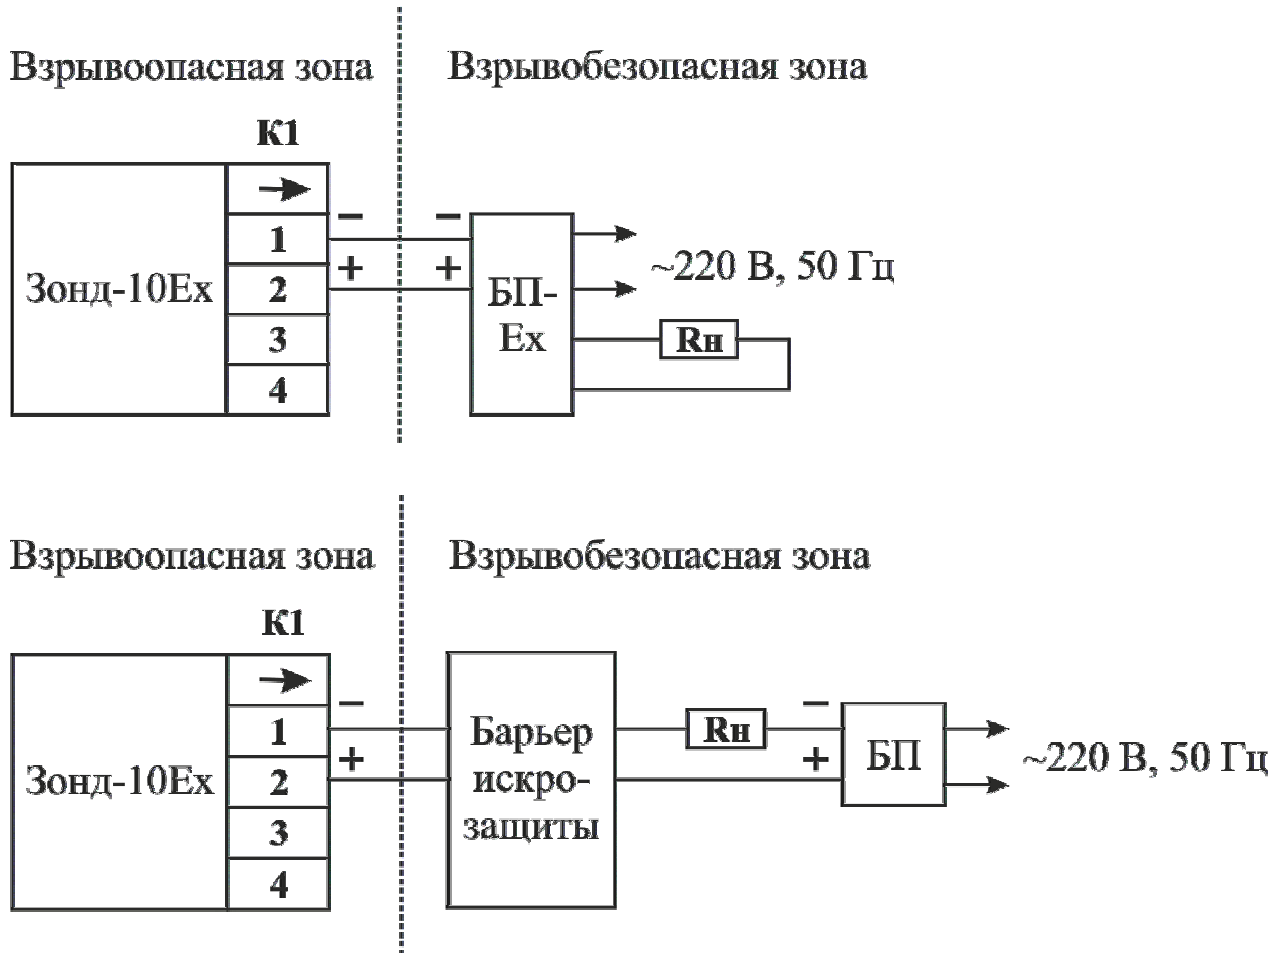 Взрывоопасная зона
Взрывобезопасная зона
К1
1
2
3
4
Зонд-10Ex
−
+
−
+
БП-
Ex
~220 В, 50 Гц
Rн
Взрывоопасная зона
Взрывобезопасная зона
К1
1
2
3
4
Зонд-10Ex
−
+
Барьер
искро-
защиты
Rн
−
+
БП
~220 В, 50 Гц